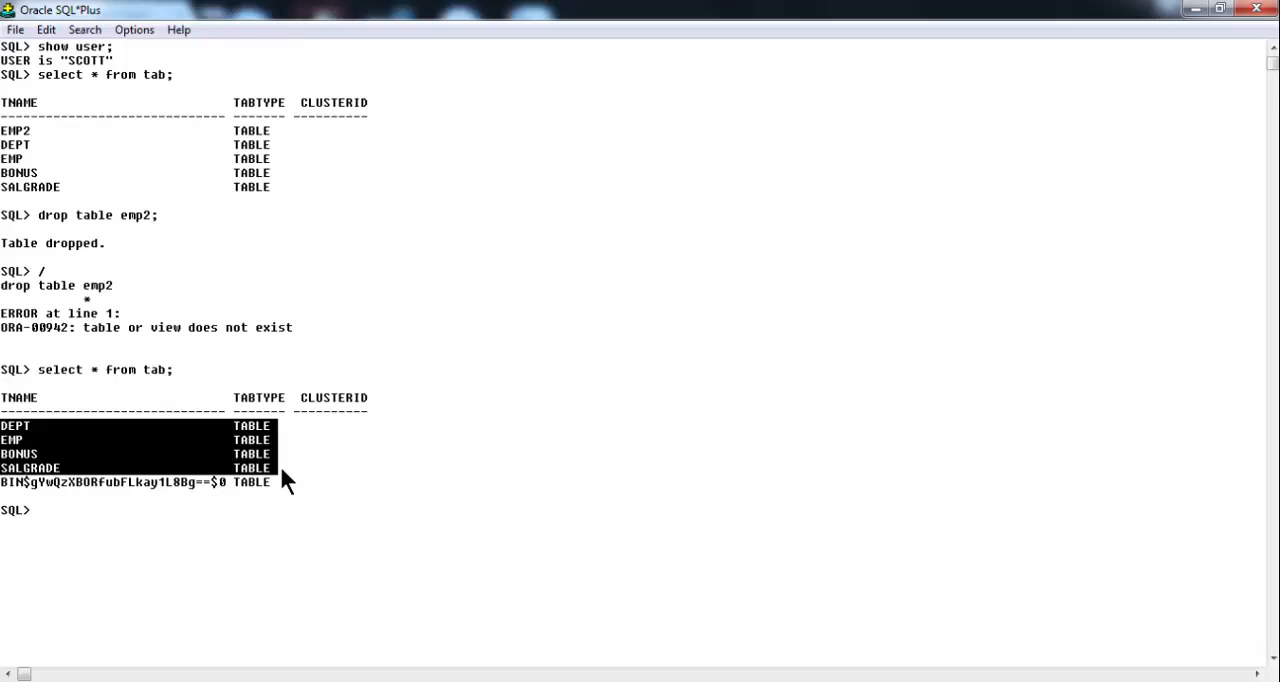 Oracle SQL*Plus
File Edit Search Options Help
SQL> show user;
USER is "SCOTT"
SQL> select * from tab;
TNAME                          TABTYPE  CLUSTERID
------------------------------ ------- ----------
EMP2                           TABLE
DEPT                           TABLE
EMP                            TABLE
BONUS                          TABLE
SALGRADE                       TABLE
SQL> drop table emp2;
Table dropped.
SQL> /
drop table emp2
           *
ERROR at line 1:
ORA-00942: table or view does not exist
SQL> select * from tab;
TNAME                          TABTYPE  CLUSTERID
------------------------------ ------- ----------
DEPT                           TABLE
EMP                            TABLE
BONUS                          TABLE
SALGRADE                       TABLE
BIN$gYwQzXBORfubFLkay1L8Bg==$0 TABLE
SQL>